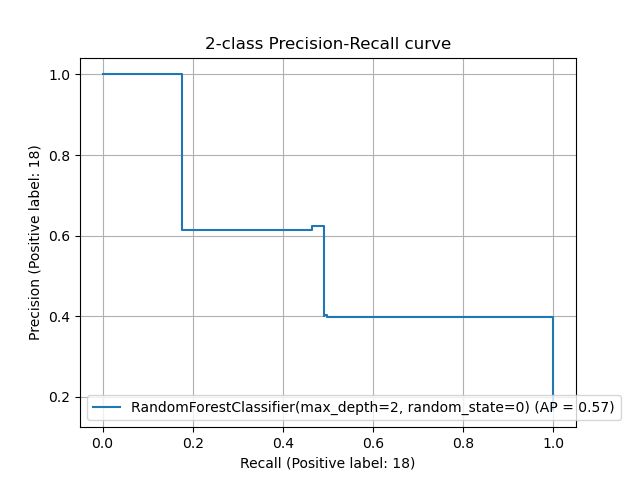 2-class Precision-Recall curve
1.0
0.8
0.6
0.4
0.2
Precision (Positive label: 18)
RandomForestClassifier(max_depth=2, random_state=0) (AP = 0.57)
0.0 0.2 0.4 0.6 0.8 1.0
Recall (Positive label: 18)